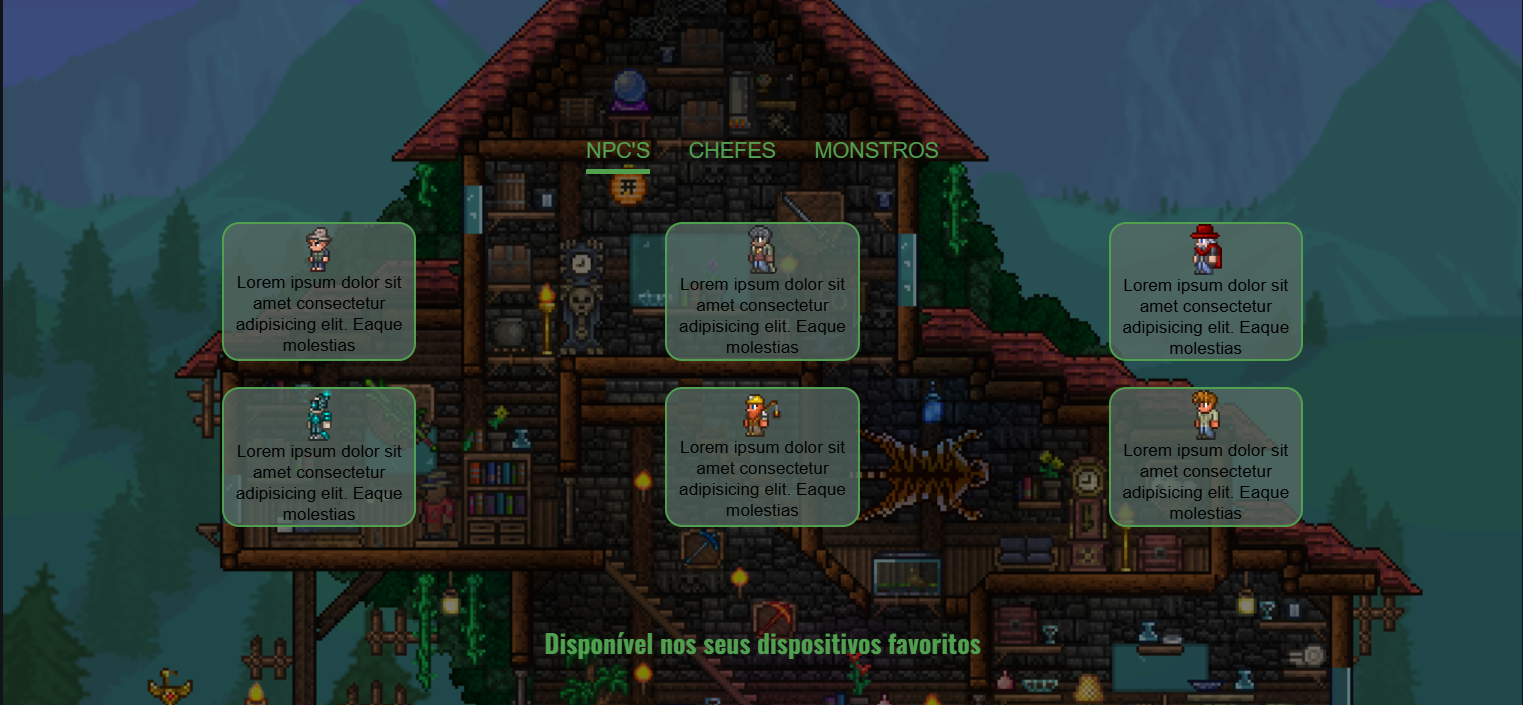 NPC'S CHEFES MONSTROS
Lorem ipsum dolor sit
amet consectetur
adipisicing elit. Eaque
molestias
Lorem ipsum dolor sit
amet consectetur
adipisicing elit. Eaque
molestias
Lorem ipsum dolor sit
amet consectetur
adipisicing elit. Eaque
molestias
Lorem ipsum dolor sit
amet consectetur
adipisicing elit. Eaque
molestias
Lorem ipsum dolor sit
amet consectetur
adipisicing elit. Eaque
molestias
Lorem ipsum dolor sit
amet consectetur
adipisicing elit. Eaque
molestias
Disponível nos seus dispositivos favoritos